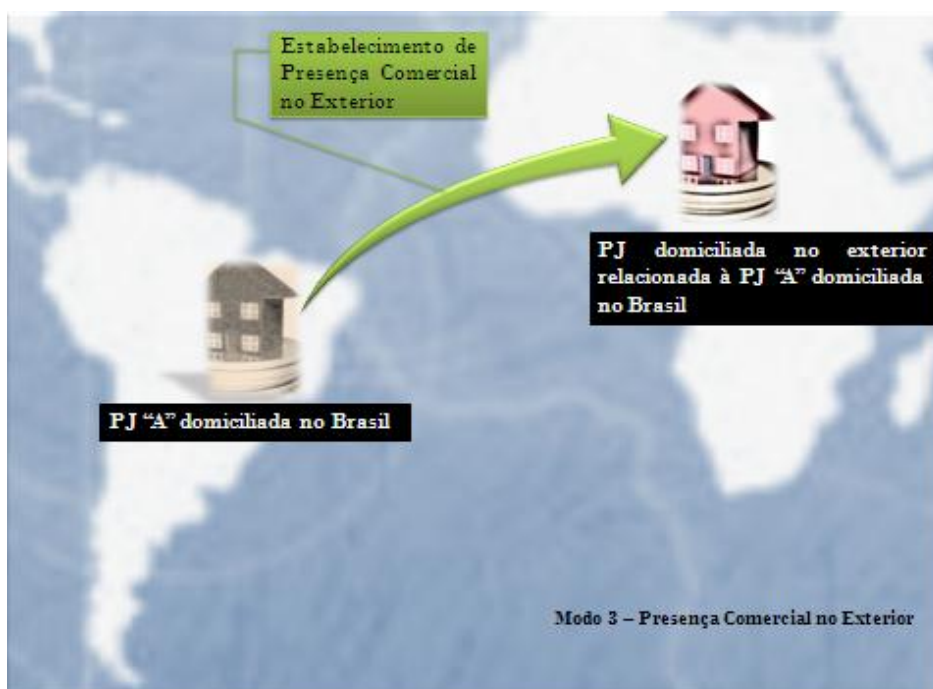 Estabelecimento de
Presença Comercial
no Exterior
PJ domiciliada no exterior
relacionada à PJ “A” domiciliada
no Brasil
PJ “A” domiciliada no Brasil
Modo 3 – Presença Comercial no Exterior